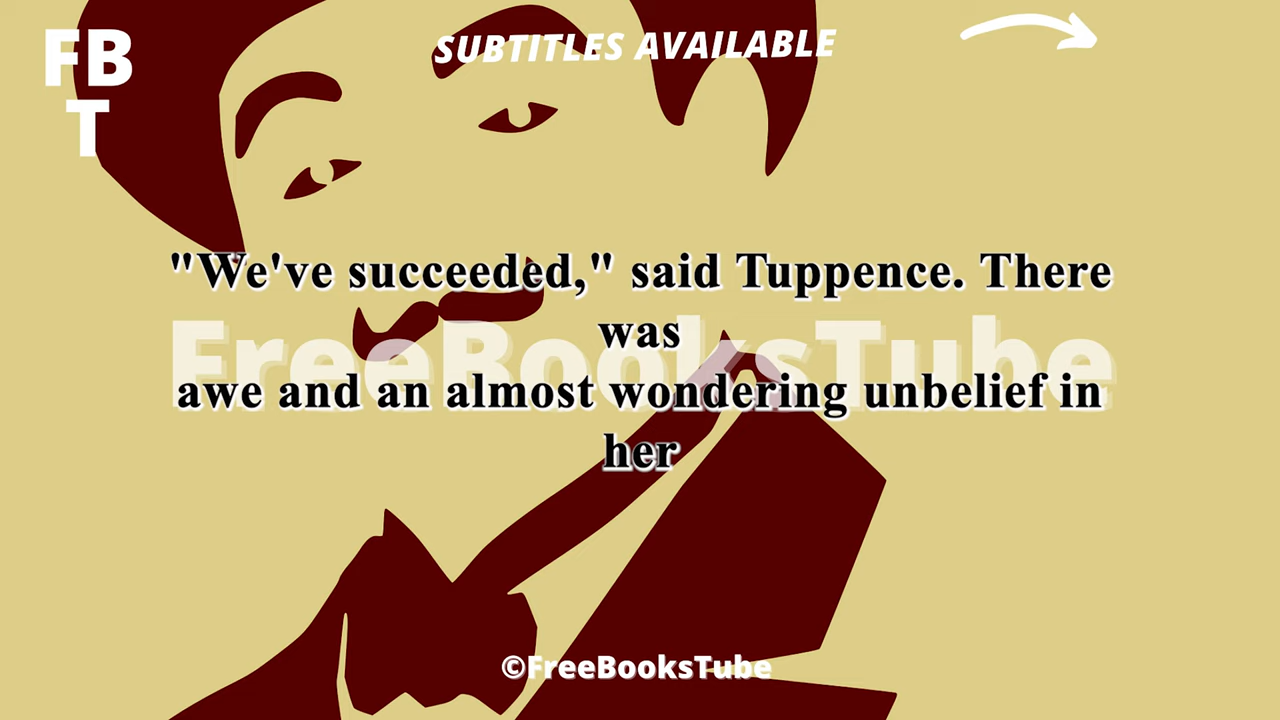 FB
T
SUBTITLES AVAILABLE
"We've succeeded," said Tuppence. There
was
FreeBooksTube
awe and an almost wondering unbelief in
her
©FreeBooksTube